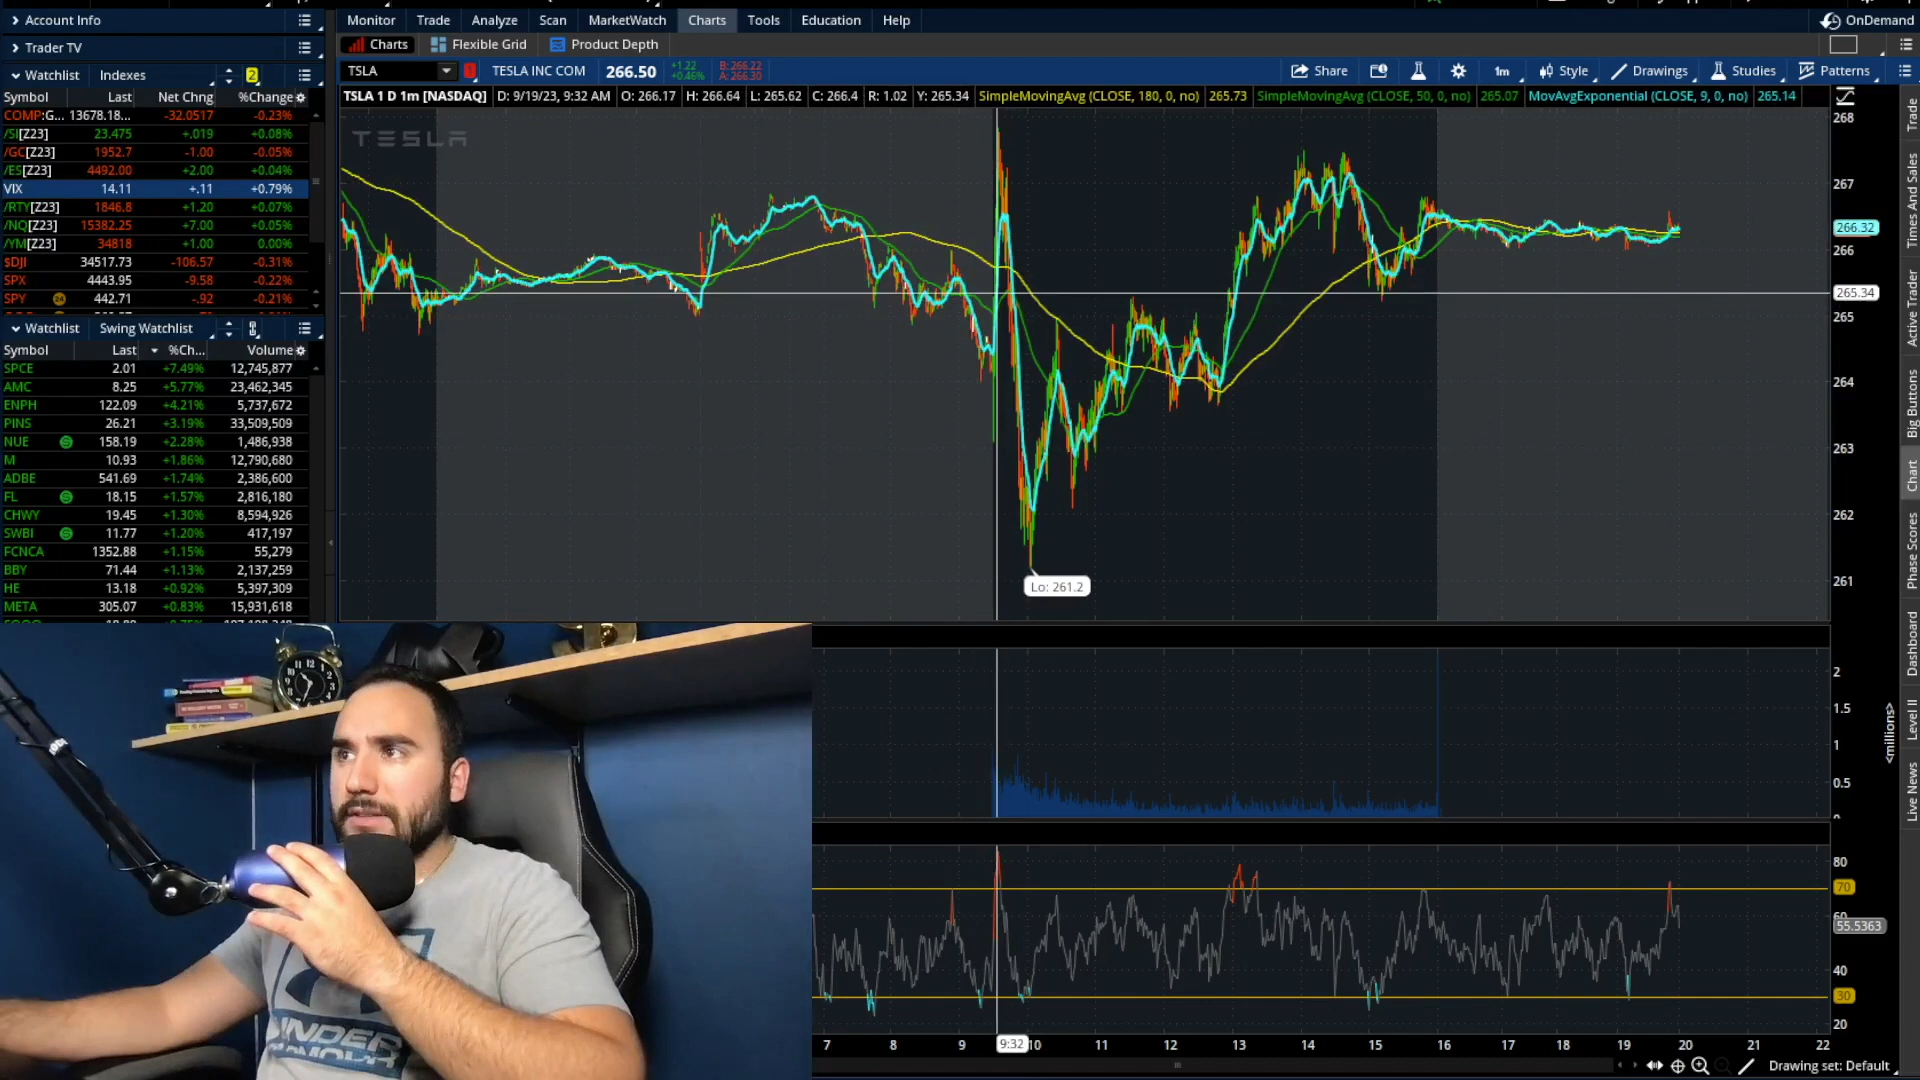 Account Info
Trader TV
Watchlist Indexes 2
Symbol Last Net Chng %Change
COMP:G... 13678.18... -32.0517 -0.23%
/SI[Z23] 23.475 +.019 +0.08%
/GC[Z23] 1952.7 -1.00 -0.05%
/ES[Z23] 4492.00 +2.00 +0.04%
VIX 14.11 +.11 +0.79%
/RTY[Z23] 1846.8 +1.20 +0.07%
/NQ[Z23] 15382.25 +7.00 +0.05%
/YM[Z23] 34818 +1.00 0.00%
$DJI 34517.73 -106.57 -0.31%
SPX 4443.95 -9.58 -0.22%
SPY 442.71 -.92 -0.21%
Watchlist Swing Watchlist
Symbol Last %Ch... Volume
SPCE 2.01 +7.49% 12,745,877
AMC 8.25 +5.77% 23,462,345
ENPH 122.09 +4.21% 5,737,672
PINS 26.21 +3.19% 33,509,509
NUE 158.19 +2.28% 1,486,938
M 10.93 +1.86% 12,790,680
ADBE 541.69 +1.74% 2,386,600
FL 18.15 +1.57% 2,816,180
CHWY 19.45 +1.30% 8,594,926
SWBI 11.77 +1.20% 417,197
FCNCA 1352.88 +1.15% 55,279
BBY 71.44 +1.13% 2,137,259
HE 13.18 +0.92% 5,397,309
META 305.07 +0.83% 15,931,618
Monitor Trade Analyze Scan MarketWatch Charts Tools Education Help
OnDemand
Charts Flexible Grid Product Depth
TSLA TESLA INC COM 266.50 +1.22 +0.46% B: 266.22 A: 266.30
Share 1m Style Drawings Studies Patterns
TSLA 1 D 1m [NASDAQ] D: 9/19/23, 9:32 AM O: 266.17 H: 266.64 L: 265.62 C: 266.4 R: 1.02 Y: 265.34 SimpleMovingAvg (CLOSE, 180, 0, no) 265.73 SimpleMovingAvg (CLOSE, 50, 0, no) 265.07 MovAvgExponential (CLOSE, 9, 0, no) 265.14
TESLA
268
267
266.32
266
265.34
265
264
263
262
261
Lo: 261.2
2
1.5
1
0.5
<millions>
80
70
60
55.5363
40
30
20
7 8 9 9:32 10 11 12 13 14 15 16 17 18 19 20 21 22
Drawing set: Default
Trade
Times And Sales
Active Trader
Big Buttons
Chart
Phase Scores
Dashboard
Level II
Live News
UNDER
ARMOUR